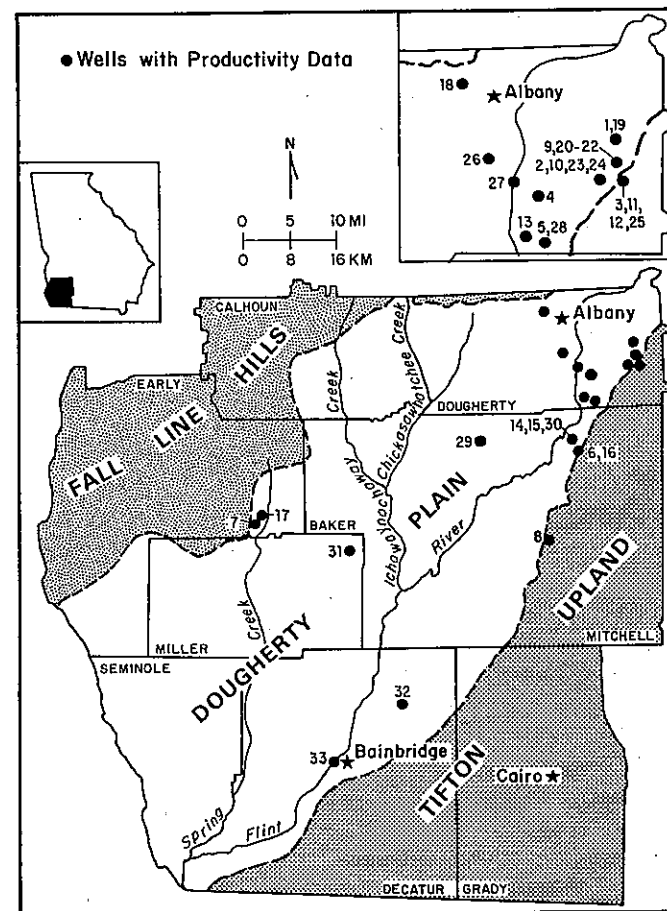 Wells with Productivity Data
N
0 5 10 MI
0 8 16 KM
18
Albany
1,19
9,20-22
2,10,23,24
26
27
4
3,11,
12,25
13
5,28
CALHOUN
Albany
FALL LINE HILLS
EARLY
Creek
Ichawaynochaway
Chickasawhatchee Creek
DOUGHERTY
14,15,30
29
6,16
7
17
BAKER
31
8
DOUGHERTY PLAIN
River
TIFTON UPLAND
Creek
MILLER
SEMINOLE
MITCHELL
32
33
Bainbridge
Cairo
Spring
Flint
DECATUR
GRADY